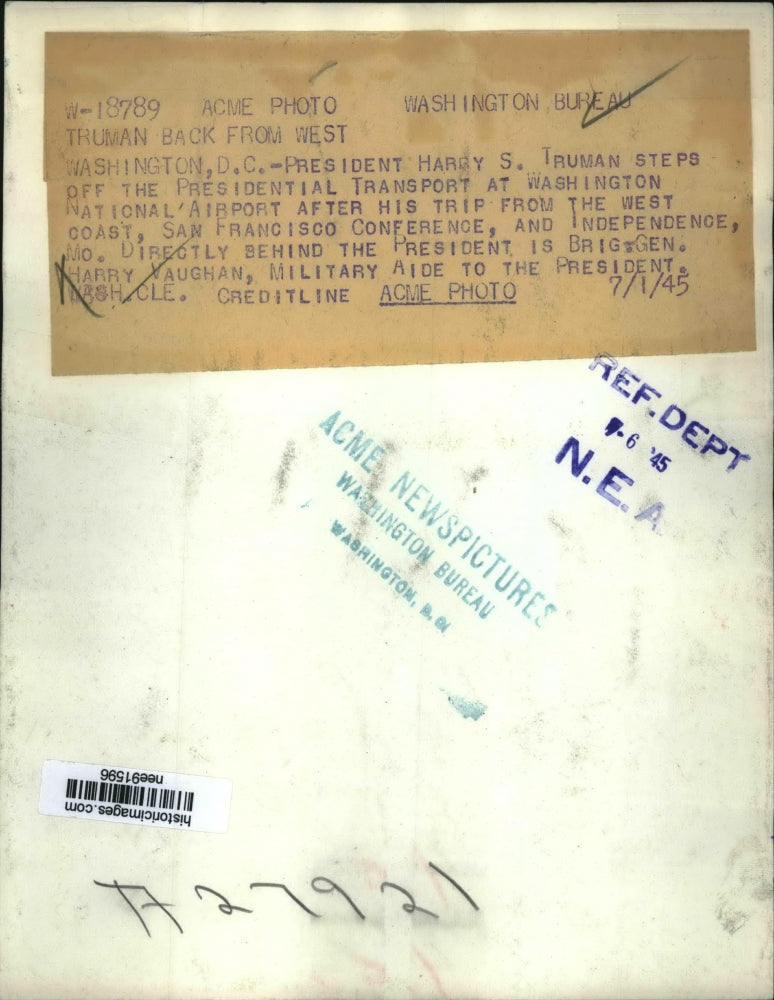 W-18789 ACME PHOTO WASHINGTON BUREAU
TRUMAN BACK FROM WEST
WASHINGTON, D.C.-PRESIDENT HARRY S. TRUMAN STEPS
OFF THE PRESIDENTIAL TRANSPORT AT WASHINGTON
NATIONAL AIRPORT AFTER HIS TRIP FROM THE WEST
COAST, SAN FRANCISCO CONFERENCE, AND INDEPENDENCE,
MO. DIRECTLY BEHIND THE PRESIDENT IS BRIG.GEN.
HARRY VAUGHAN, MILITARY AIDE TO THE PRESIDENT.
WASH.CLE. CREDITLINE ACME PHOTO 7/1/45
REF. DEPT
-6 '45
N.E.A.
ACME NEWSPICTURES
WASHINGTON BUREAU
WASHINGTON, D. C.
historicimages.com
nee91596
#27921